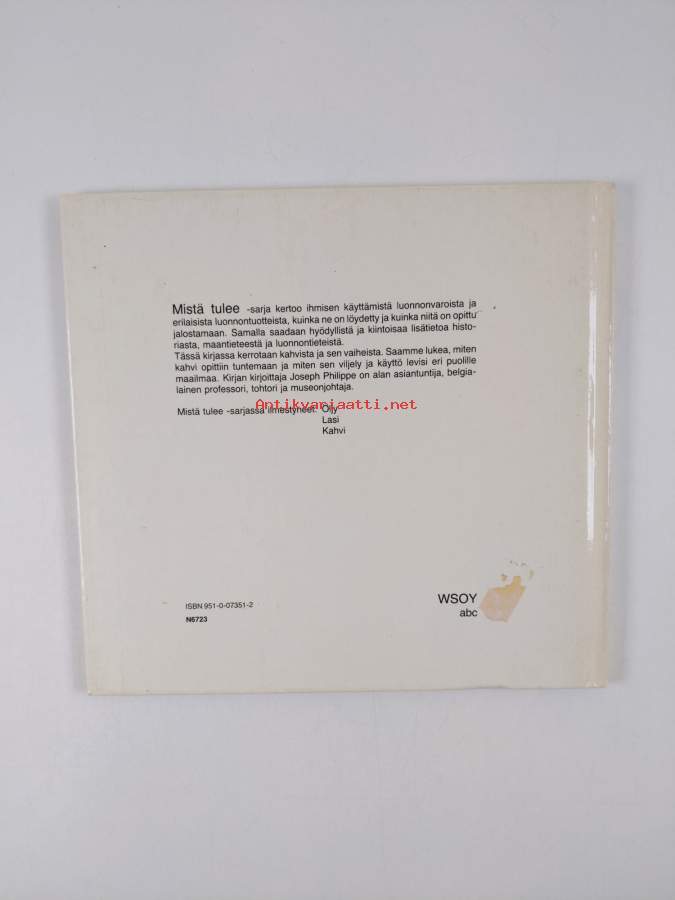 Mistä tulee -sarja kertoo ihmisen käyttämistä luonnonvaroista ja
erilaisista luonnontuotteista, kuinka ne on löydetty ja kuinka niitä on opittu
jalostamaan. Samalla saadaan hyödyllistä ja kiintoisaa lisätietoa histo-
riasta, maantieteestä ja luonnontieteistä.
Tässä kirjassa kerrotaan kahvista ja sen vaiheista. Saamme lukea, miten
kahvi opittiin tuntemaan ja miten sen viljely ja käyttö levisi eri puolille
maailmaa. Kirjan kirjoittaja Joseph Philippe on alan asiantuntija, belgia-
lainen professori, tohtori ja museonjohtaja.
Antikvariaatti.net
Mistä tulee -sarjassa ilmestyneet: Öljy
Lasi
Kahvi
ISBN 951-0-07351-2
N6723
WSOY
abc